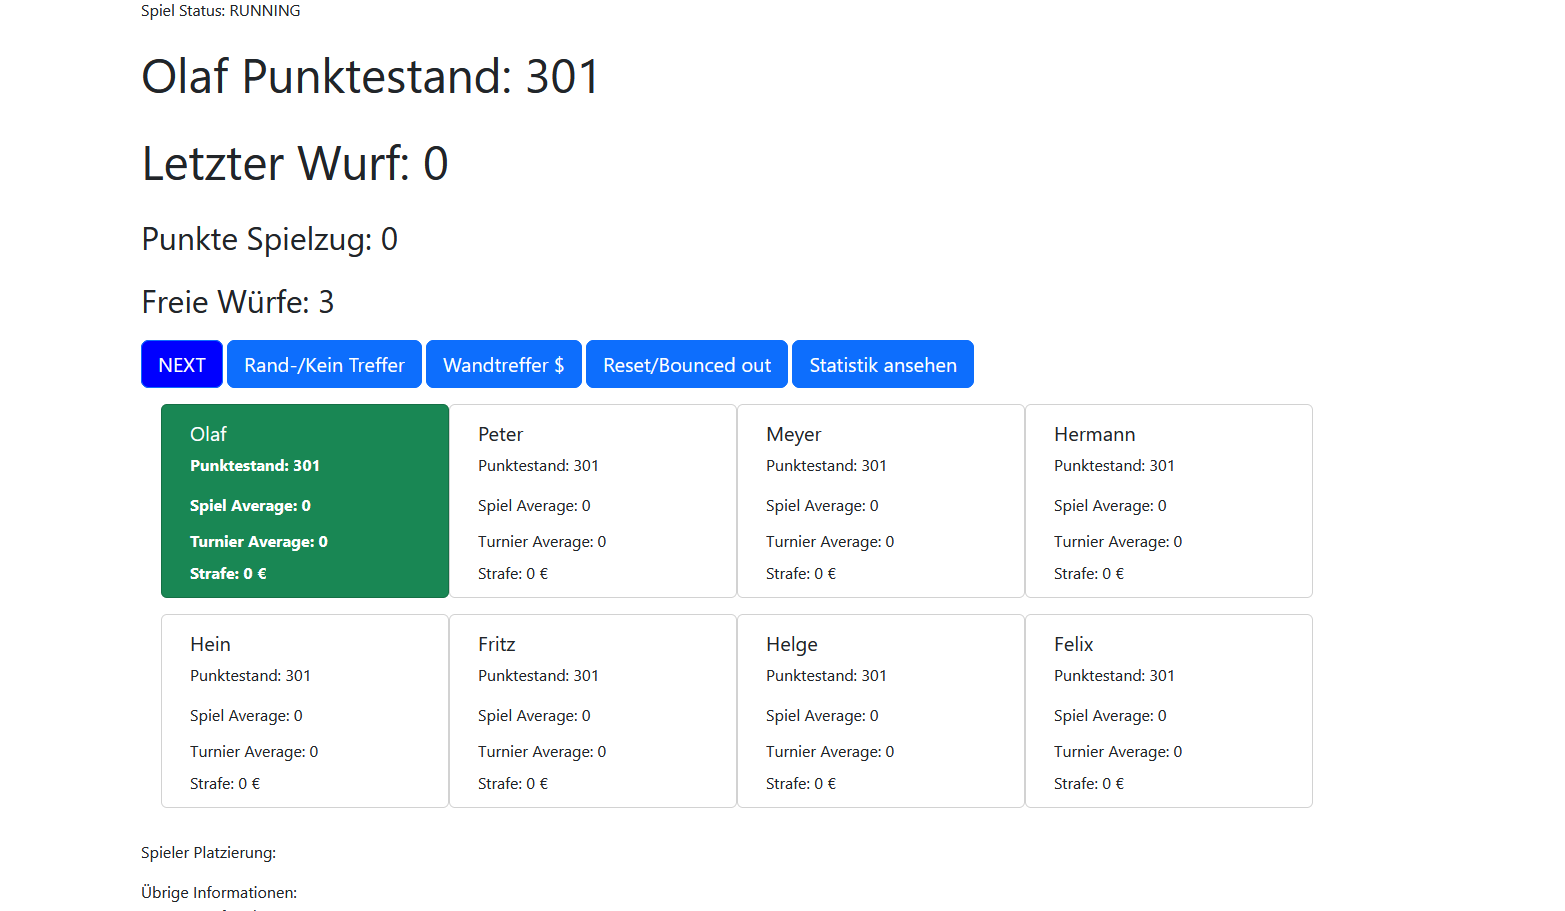 Spiel Status: RUNNING
Olaf Punktestand: 301
Letzter Wurf: 0
Punkte Spielzug: 0
Freie Würfe: 3
NEXT Rand-/Kein Treffer Wandtreffer $ Reset/Bounced out Statistik ansehen
Olaf Peter Meyer Hermann
Punktestand: 301 Punktestand: 301 Punktestand: 301 Punktestand: 301
Spiel Average: 0 Spiel Average: 0 Spiel Average: 0 Spiel Average: 0
Turnier Average: 0 Turnier Average: 0 Turnier Average: 0 Turnier Average: 0
Strafe: 0 € Strafe: 0 € Strafe: 0 € Strafe: 0 €
Hein Fritz Helge Felix
Punktestand: 301 Punktestand: 301 Punktestand: 301 Punktestand: 301
Spiel Average: 0 Spiel Average: 0 Spiel Average: 0 Spiel Average: 0
Turnier Average: 0 Turnier Average: 0 Turnier Average: 0 Turnier Average: 0
Strafe: 0 € Strafe: 0 € Strafe: 0 € Strafe: 0 €
Spieler Platzierung:
Übrige Informationen: